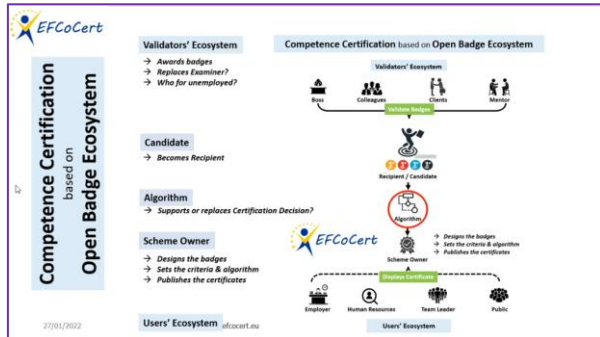 EFCoCert
Competence Certification
based on
Open Badge Ecosystem
27/01/2022
Validators' Ecosystem
→ Awards badges
→ Replaces Examiner?
→ Who for unemployed?
Candidate
→ Becomes Recipient
Algorithm
→ Supports or replaces Certification Decision?
Scheme Owner
→ Designs the badges
→ Sets the criteria & algorithm
→ Publishes the certificates
Users' Ecosystem
efcocert.eu
Competence Certification based on Open Badge Ecosystem
Validators' Ecosystem
Boss Colleagues Clients Mentor
Validate Badges
Recipient / Candidate
Algorithm
EFCoCert
Scheme Owner
→ Designs the badges
→ Sets the criteria & algorithm
→ Publishes the certificates
Displays Certificate
Employer Human Resources Team Leader Public
Users' Ecosystem